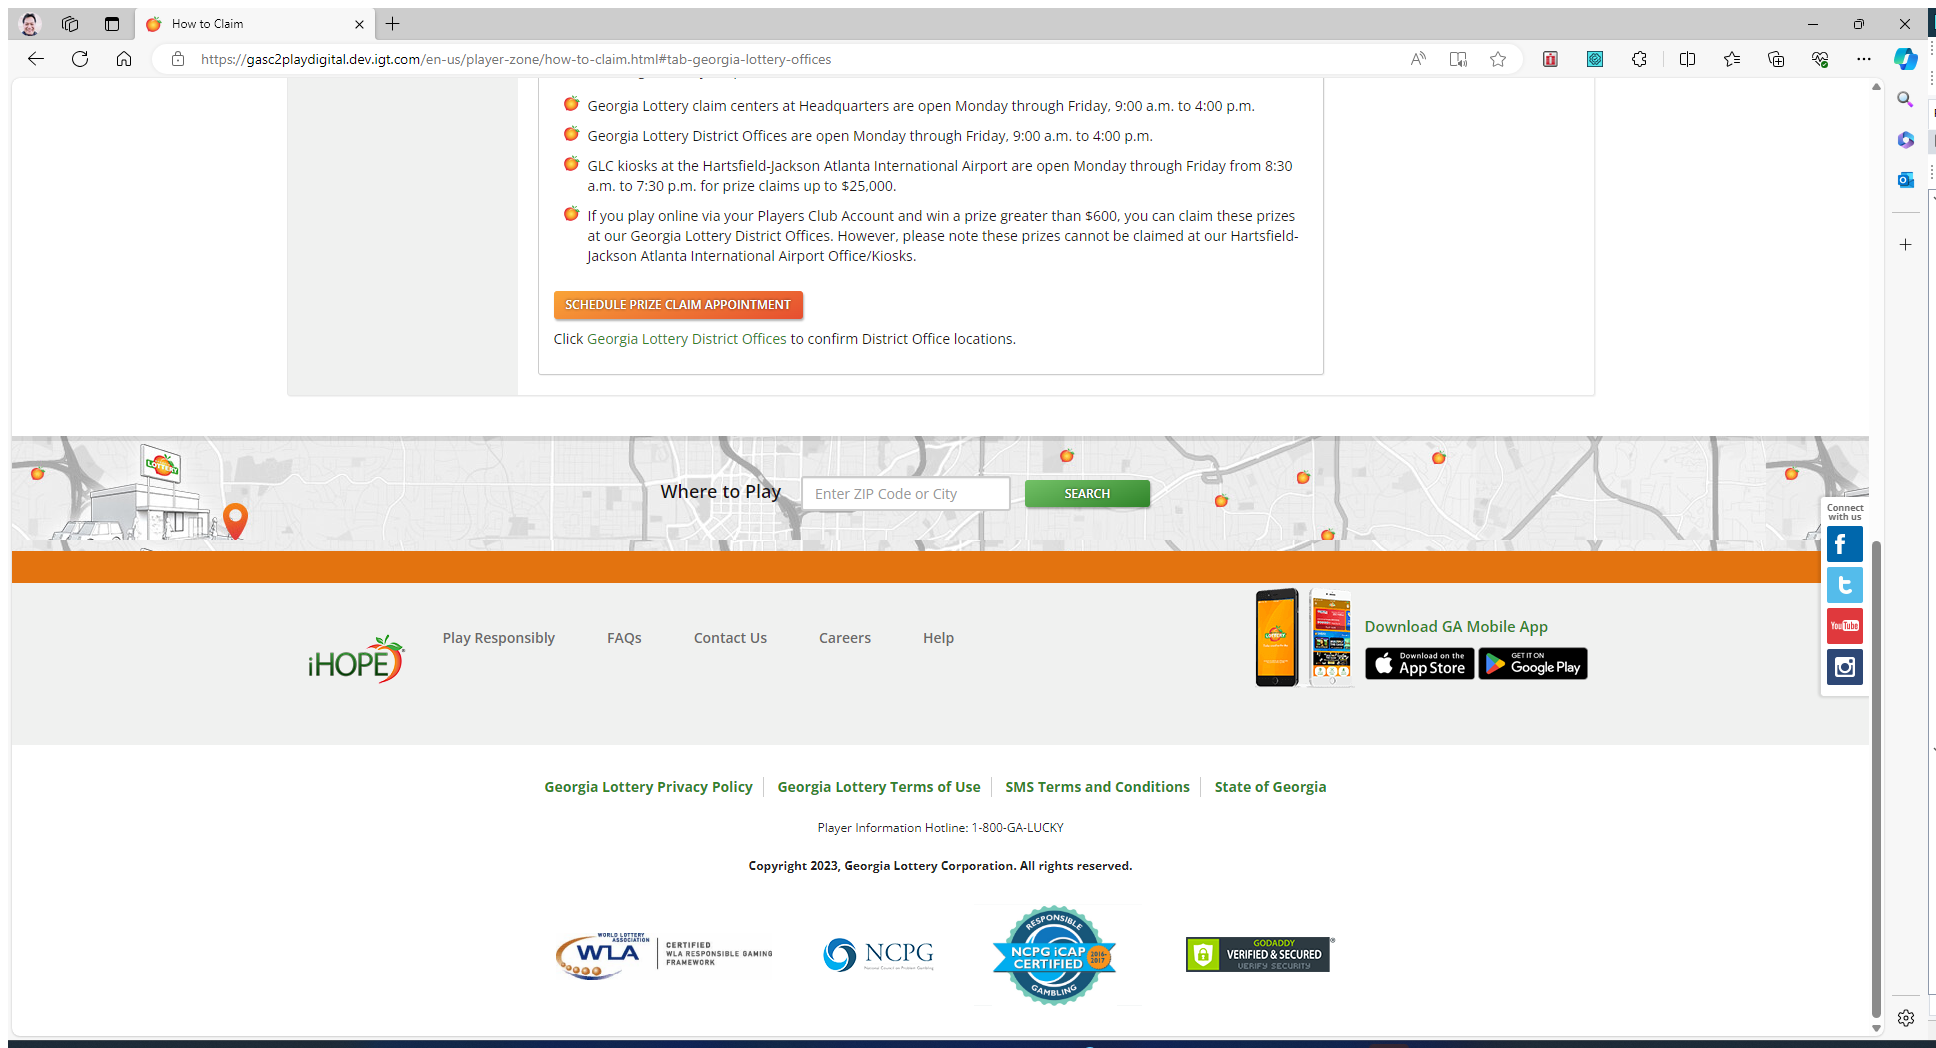 How to Claim
https://gasc2playdigital.dev.igt.com/en-us/player-zone/how-to-claim.html#tab-georgia-lottery-offices
Georgia Lottery claim centers at Headquarters are open Monday through Friday, 9:00 a.m. to 4:00 p.m.
Georgia Lottery District Offices are open Monday through Friday, 9:00 a.m. to 4:00 p.m.
GLC kiosks at the Hartsfield-Jackson Atlanta International Airport are open Monday through Friday from 8:30
a.m. to 7:30 p.m. for prize claims up to $25,000.
If you play online via your Players Club Account and win a prize greater than $600, you can claim these prizes
at our Georgia Lottery District Offices. However, please note these prizes cannot be claimed at our Hartsfield-
Jackson Atlanta International Airport Office/Kiosks.
SCHEDULE PRIZE CLAIM APPOINTMENT
Click Georgia Lottery District Offices to confirm District Office locations.
LOTTERY
Where to Play
Enter ZIP Code or City
SEARCH
Connect
with us
You Tube
iHOPE
Play Responsibly
FAQs
Contact Us
Careers
Help
LOTTERY
Download GA Mobile App
Download on the
App Store
GET IT ON
Google Play
Georgia Lottery Privacy Policy
Georgia Lottery Terms of Use
SMS Terms and Conditions
State of Georgia
Player Information Hotline: 1-800-GA-LUCKY
Copyright 2023, Georgia Lottery Corporation. All rights reserved.
WORLD LOTTERY
ASSOCIATION
WLA
CERTIFIED
WLA RESPONSIBLE GAMING
FRAMEWORK
NCPG
National Council on Problem Gambling
RESPONSIBLE
NCPG iCAP
CERTIFIED
2016-
2017
GAMBLING
GODADDY
VERIFIED & SECURED
VERIFY SECURITY